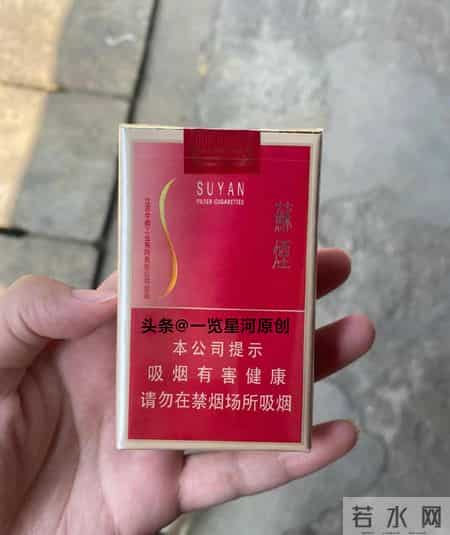 SUYAN
FILTER CIGARETTES
蘇煙
头条@一览星河原创
本公司提示
吸烟有害健康
请勿在禁烟场所吸烟
若水网